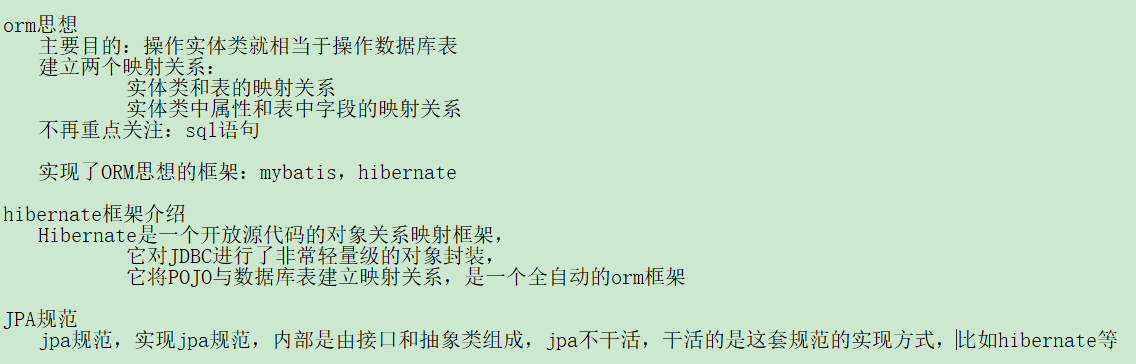 orm思想
主要目的：操作实体类就相当于操作数据库表
建立两个映射关系：
实体类和表的映射关系
实体类中属性和表中字段的映射关系
不再重点关注：sql语句
实现了ORM思想的框架：mybatis，hibernate
hibernate框架介绍
Hibernate是一个开放源代码的对象关系映射框架，
它对JDBC进行了非常轻量级的对象封装，
它将POJO与数据库表建立映射关系，是一个全自动的orm框架
JPA规范
jpa规范，实现jpa规范，内部是由接口和抽象类组成，jpa不干活，干活的是这套规范的实现方式，比如hibernate等